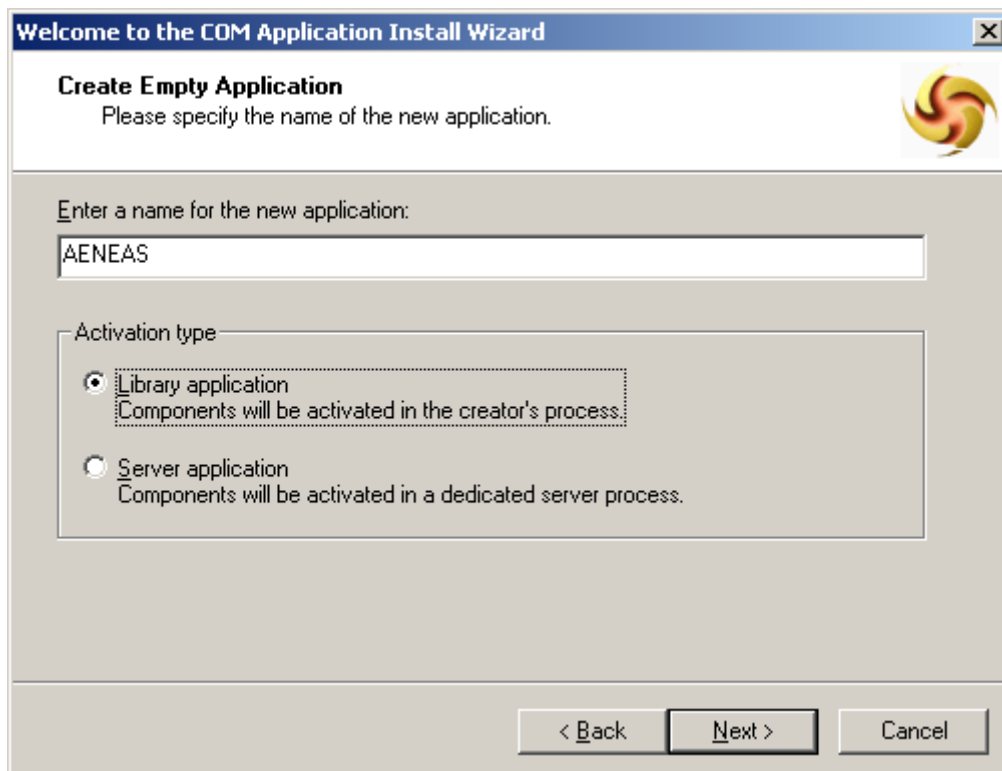 Welcome to the COM Application Install Wizard
Create Empty Application
Please specify the name of the new application.
Enter a name for the new application:
AENEAS
Activation type
Library application
Components will be activated in the creator's process.
Server application
Components will be activated in a dedicated server process.
< Back Next > Cancel